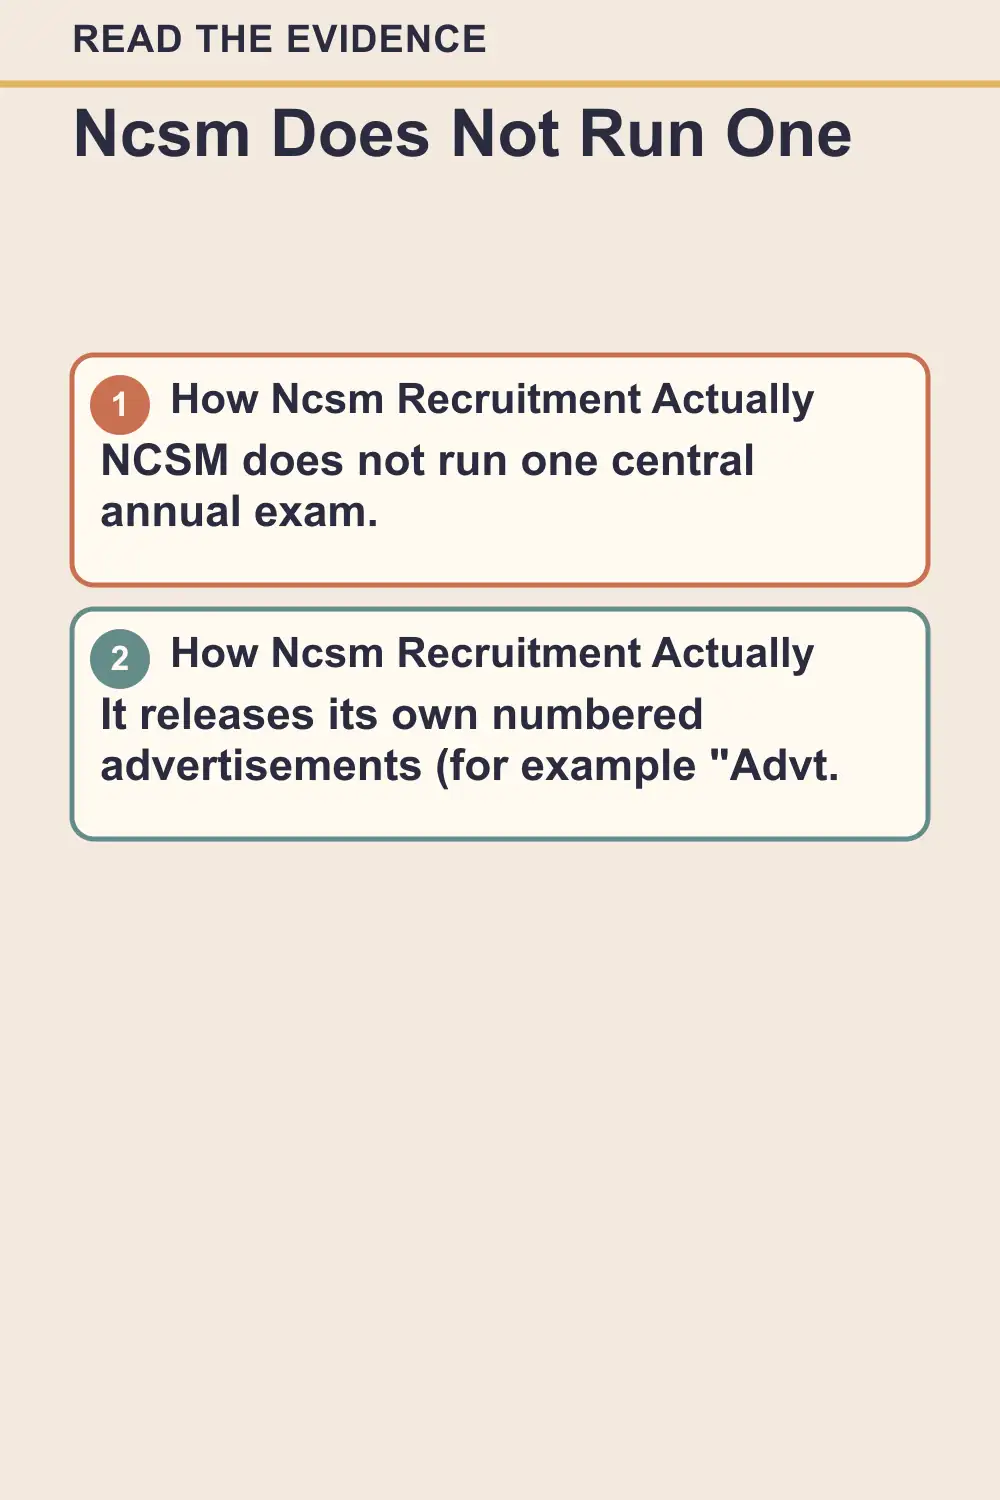 READ THE EVIDENCE
Ncsm Does Not Run One
1
How Ncsm Recruitment Actually
NCSM does not run one central
annual exam.
2
How Ncsm Recruitment Actually
It releases its own numbered
advertisements (for example "Advt.